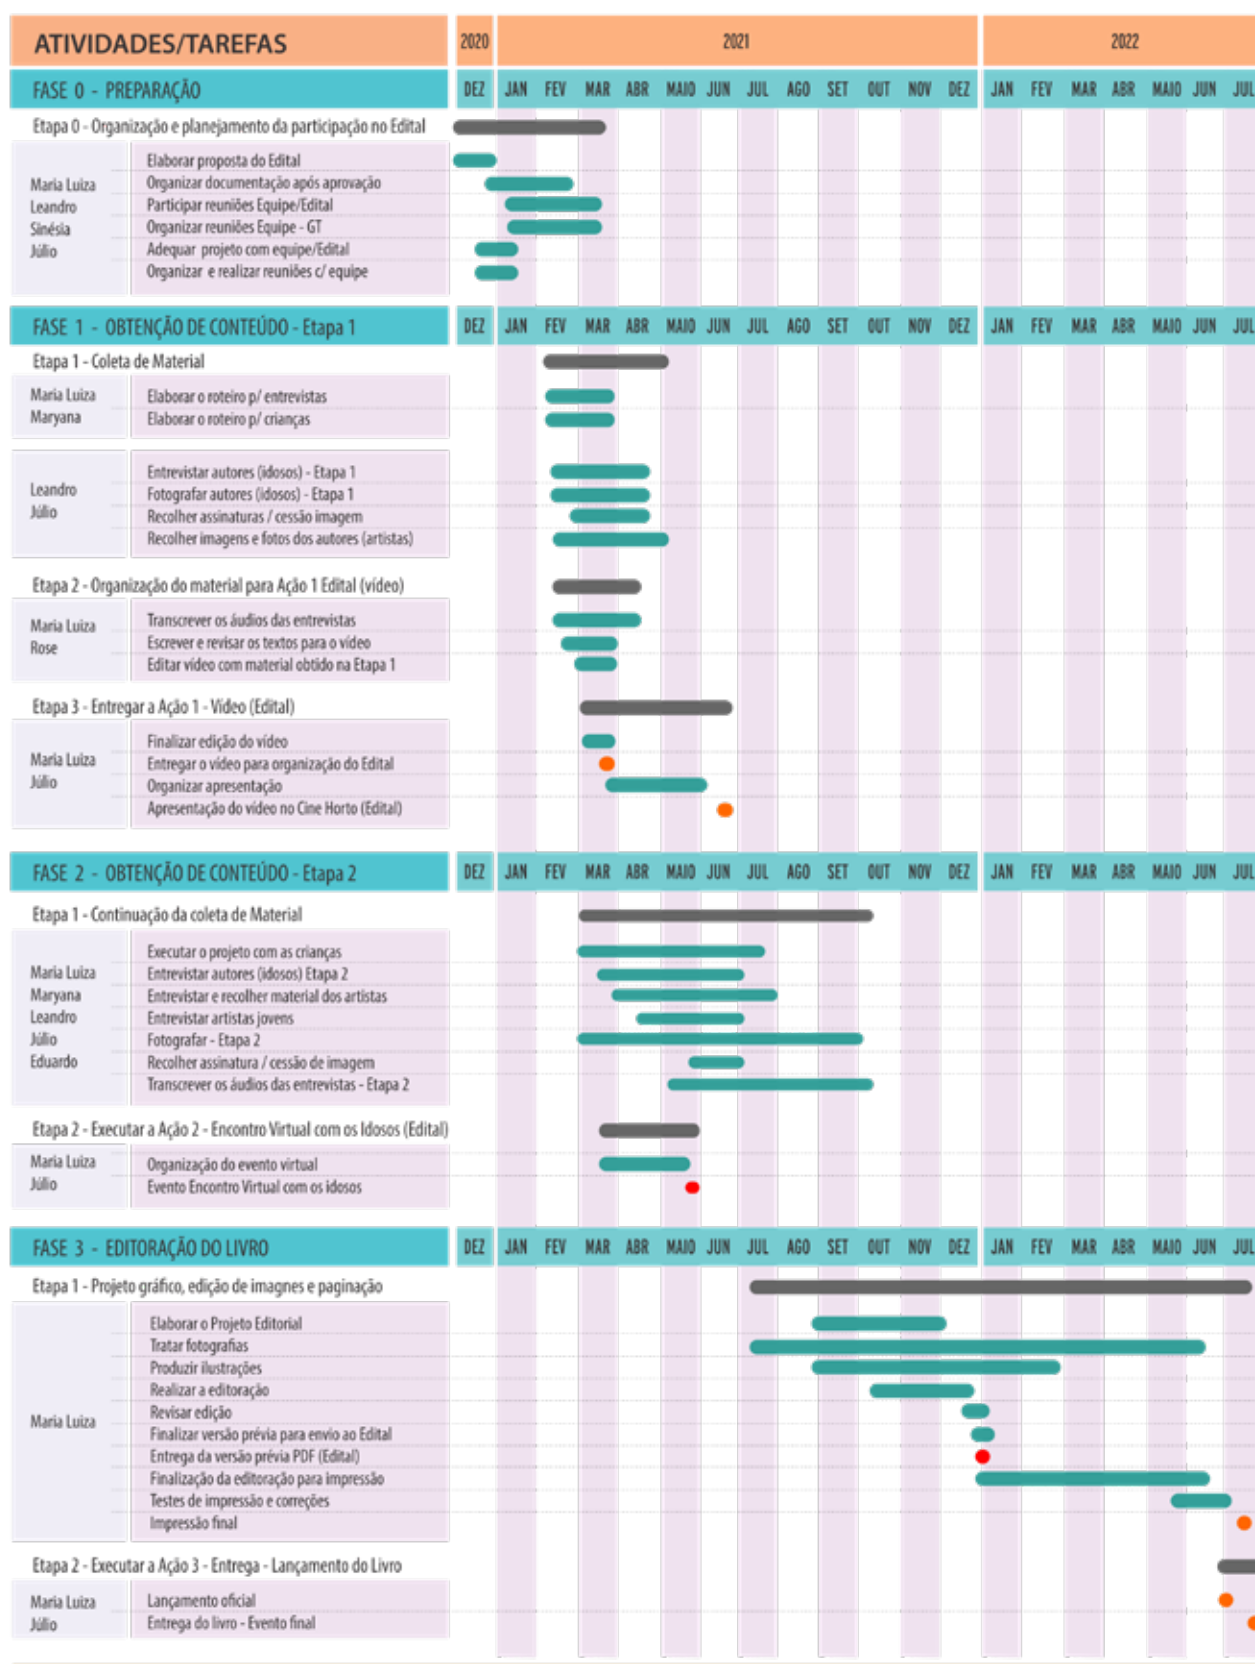 ATIVIDADES/TAREFAS 2020 2021 2022
FASE 0 - PREPARAÇÃO DEZ JAN FEV MAR ABR MAIO JUN JUL AGO SET OUT NOV DEZ JAN FEV MAR ABR MAIO JUN JUL
Etapa 0 - Organização e planejamento da participação no Edital
Maria Luiza
Leandro
Sinésia
Júlio
Elaborar proposta do Edital
Organizar documentação após aprovação
Participar reuniões Equipe/Edital
Organizar reuniões Equipe - GT
Adequar projeto com equipe/Edital
Organizar e realizar reuniões c/ equipe
FASE 1 - OBTENÇÃO DE CONTEÚDO - Etapa 1 DEZ JAN FEV MAR ABR MAIO JUN JUL AGO SET OUT NOV DEZ JAN FEV MAR ABR MAIO JUN JUL
Etapa 1 - Coleta de Material
Maria Luiza
Maryana
Elaborar o roteiro p/ entrevistas
Elaborar o roteiro p/ crianças
Leandro
Júlio
Entrevistar autores (idosos) - Etapa 1
Fotografar autores (idosos) - Etapa 1
Recolher assinaturas / cessão imagem
Recolher imagens e fotos dos autores (artistas)
Etapa 2 - Organização do material para Ação 1 Edital (vídeo)
Maria Luiza
Rose
Transcrever os áudios das entrevistas
Escrever e revisar os textos para o vídeo
Editar vídeo com material obtido na Etapa 1
Etapa 3 - Entregar a Ação 1 - Vídeo (Edital)
Maria Luiza
Júlio
Finalizar edição do vídeo
Entregar o vídeo para organização do Edital
Organizar apresentação
Apresentação do vídeo no Cine Horto (Edital)
FASE 2 - OBTENÇÃO DE CONTEÚDO - Etapa 2 DEZ JAN FEV MAR ABR MAIO JUN JUL AGO SET OUT NOV DEZ JAN FEV MAR ABR MAIO JUN JUL
Etapa 1 - Continuação da coleta de Material
Maria Luiza
Maryana
Leandro
Júlio
Eduardo
Executar o projeto com as crianças
Entrevistar autores (idosos) Etapa 2
Entrevistar e recolher material dos artistas
Entrevistar artistas jovens
Fotografar - Etapa 2
Recolher assinatura / cessão de imagem
Transcrever os áudios das entrevistas - Etapa 2
Etapa 2 - Executar a Ação 2 - Encontro Virtual com os Idosos (Edital)
Maria Luiza
Júlio
Organização do evento virtual
Evento Encontro Virtual com os idosos
FASE 3 - EDITORAÇÃO DO LIVRO DEZ JAN FEV MAR ABR MAIO JUN JUL AGO SET OUT NOV DEZ JAN FEV MAR ABR MAIO JUN JUL
Etapa 1 - Projeto gráfico, edição de imagnes e paginação
Maria Luiza
Elaborar o Projeto Editorial
Tratar fotografias
Produzir ilustrações
Realizar a editoração
Revisar edição
Finalizar versão prévia para envio ao Edital
Entrega da versão prévia PDF (Edital)
Finalização da editoração para impressão
Testes de impressão e correções
Impressão final
Etapa 2 - Executar a Ação 3 - Entrega - Lançamento do Livro
Maria Luiza
Júlio
Lançamento oficial
Entrega do livro - Evento final